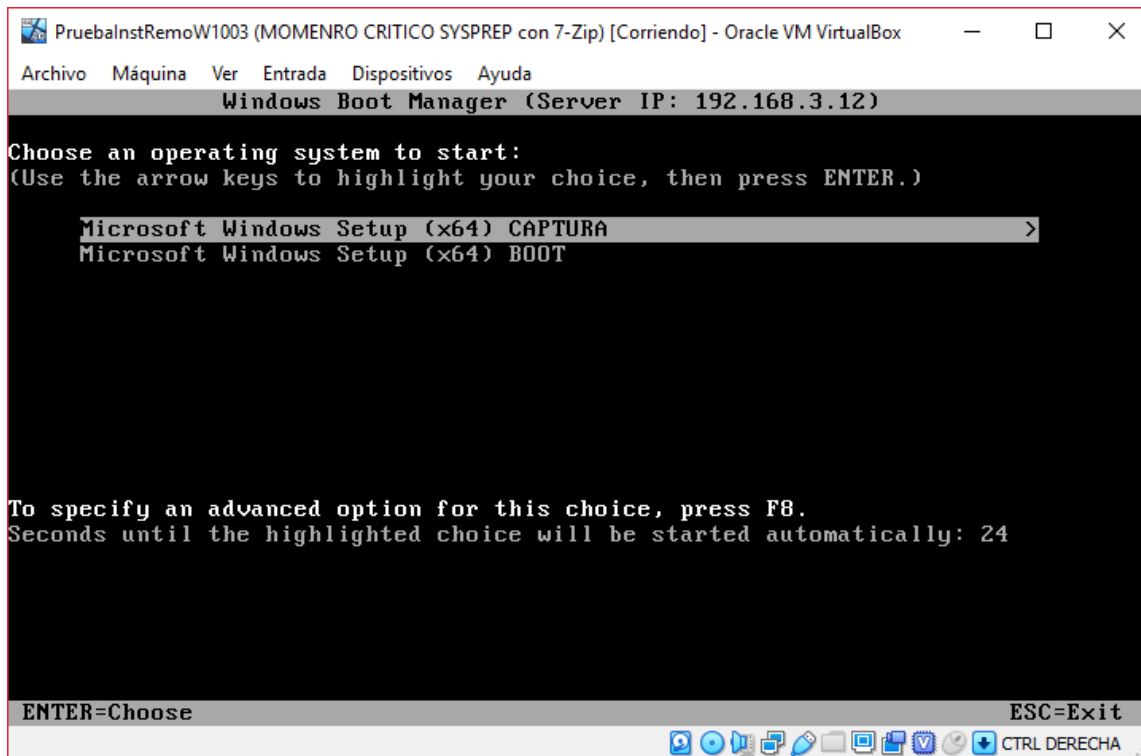 PruebaInstRemoW1003 (MOMENRO CRITICO SYSPREP con 7-Zip) [Corriendo] - Oracle VM VirtualBox
Archivo Máquina Ver Entrada Dispositivos Ayuda
Windows Boot Manager (Server IP: 192.168.3.12)
Choose an operating system to start:
(Use the arrow keys to highlight your choice, then press ENTER.)
Microsoft Windows Setup (x64) CAPTURA >
Microsoft Windows Setup (x64) BOOT
To specify an advanced option for this choice, press F8.
Seconds until the highlighted choice will be started automatically: 24
ENTER=Choose ESC=Exit
CTRL DERECHA